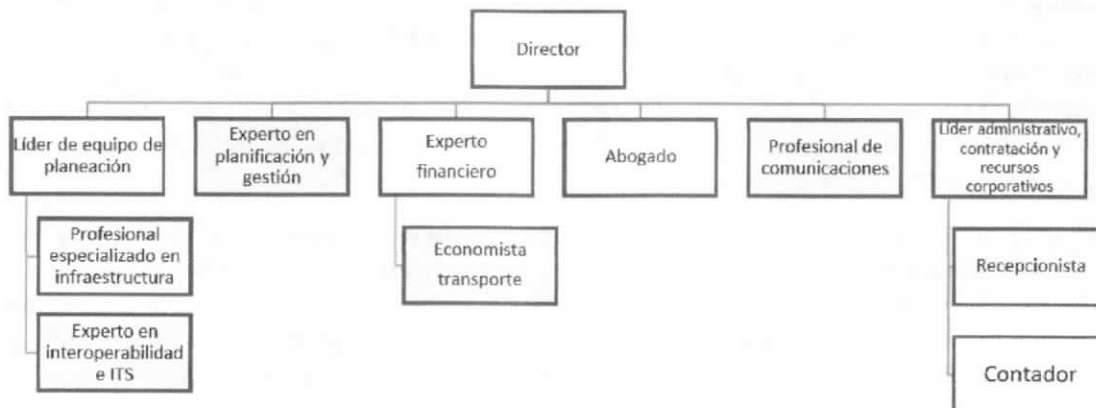 Director
Líder de equipo de
planeación
Experto en
planificación y
gestión
Experto
financiero
Abogado
Profesional de
comunicaciones
Líder administrativo,
contratación y
recursos
corporativos
Profesional
especializado en
infraestructura
Experto en
interoperabilidad
e ITS
Economista
transporte
Recepcionista
Contador